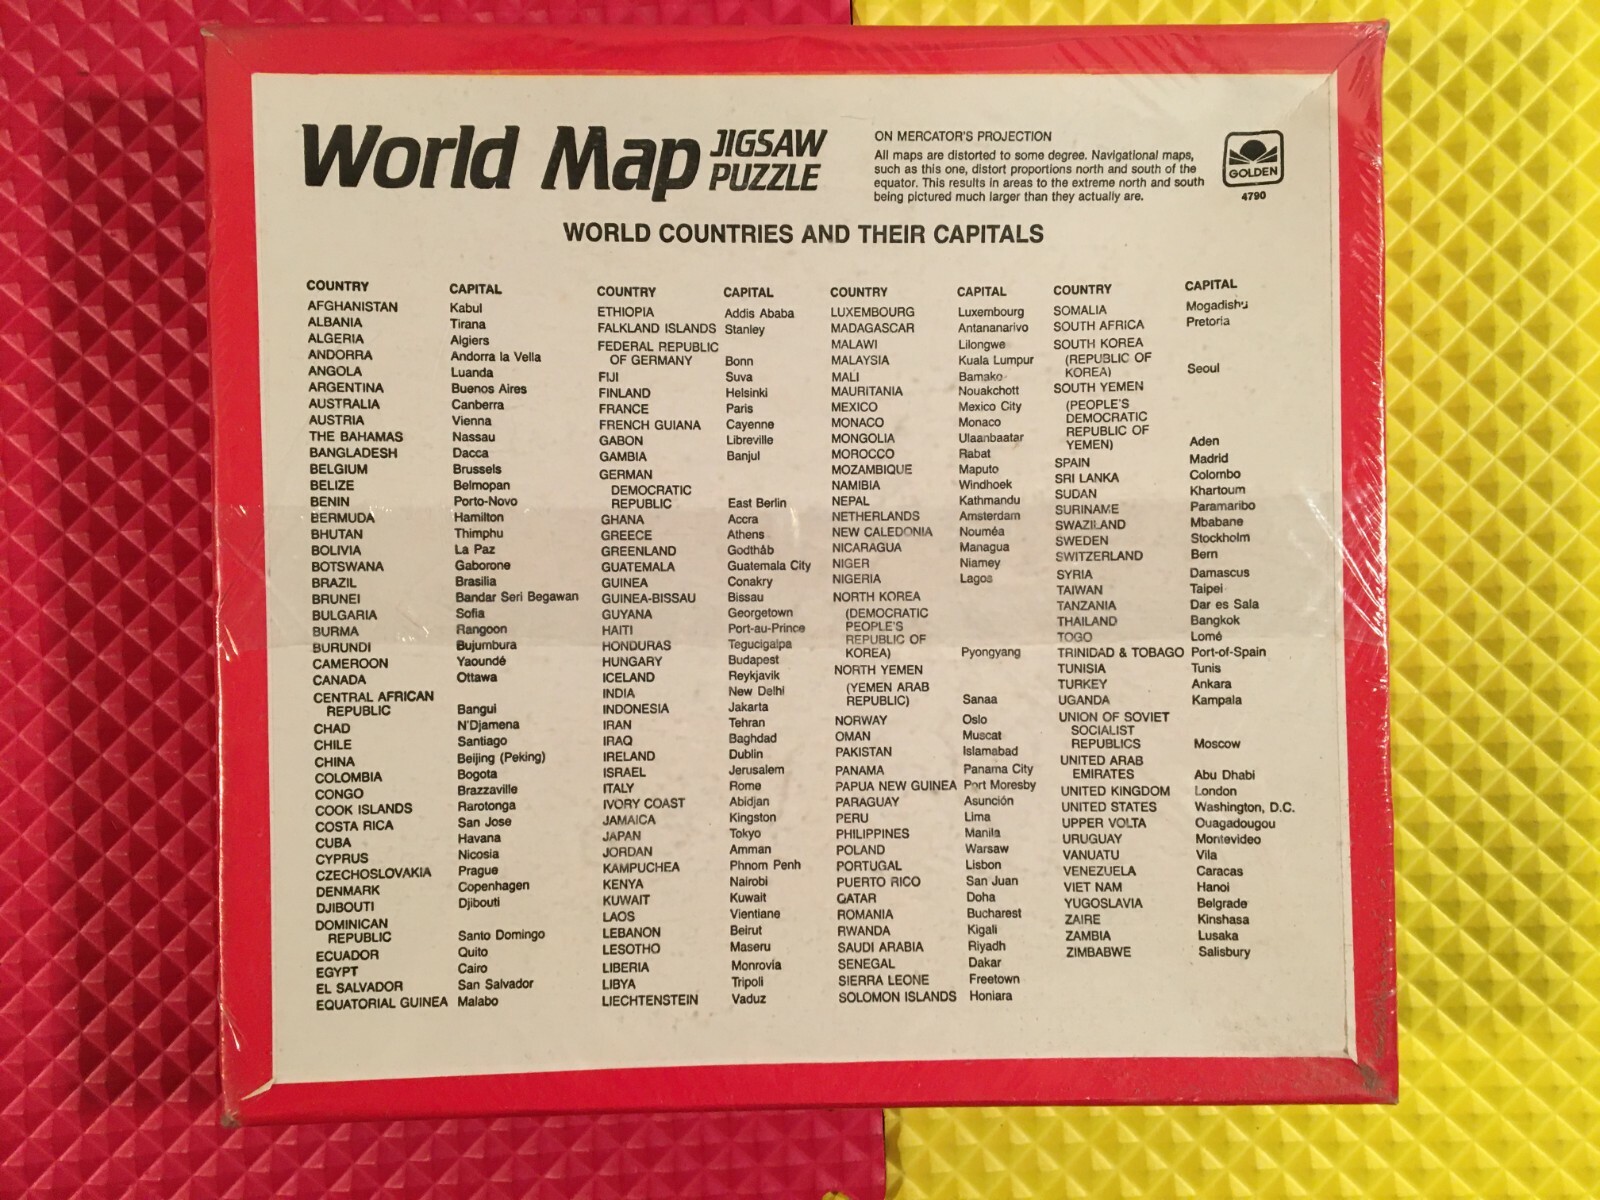 World Map JIGSAW
PUZZLE
ON MERCATOR'S PROJECTION
All maps are distorted to some degree. Navigational maps,
such as this one, distort proportions north and south of the
equator. This results in areas to the extreme north and south
being pictured much larger than they actually are.
GOLDEN
4790
WORLD COUNTRIES AND THEIR CAPITALS
COUNTRY CAPITAL
AFGHANISTAN Kabul
ALBANIA Tirana
ALGERIA Algiers
ANDORRA Andorra la Vella
ANGOLA Luanda
ARGENTINA Buenos Aires
AUSTRALIA Canberra
AUSTRIA Vienna
THE BAHAMAS Nassau
BANGLADESH Dacca
BELGIUM Brussels
BELIZE Belmopan
BENIN Porto-Novo
BERMUDA Hamilton
BHUTAN Thimphu
BOLIVIA La Paz
BOTSWANA Gaborone
BRAZIL Brasilia
BRUNEI Bandar Seri Begawan
BULGARIA Sofia
BURMA Rangoon
BURUNDI Bujumbura
CAMEROON Yaoundé
CANADA Ottawa
CENTRAL AFRICAN
REPUBLIC Bangui
CHAD N'Djamena
CHILE Santiago
CHINA Beijing (Peking)
COLOMBIA Bogota
CONGO Brazzaville
COOK ISLANDS Rarotonga
COSTA RICA San Jose
CUBA Havana
CYPRUS Nicosia
CZECHOSLOVAKIA Prague
DENMARK Copenhagen
DJIBOUTI Djibouti
DOMINICAN
REPUBLIC Santo Domingo
ECUADOR Quito
EGYPT Cairo
EL SALVADOR San Salvador
EQUATORIAL GUINEA Malabo
COUNTRY CAPITAL
ETHIOPIA Addis Ababa
FALKLAND ISLANDS Stanley
FEDERAL REPUBLIC
OF GERMANY Bonn
FIJI Suva
FINLAND Helsinki
FRANCE Paris
FRENCH GUIANA Cayenne
GABON Libreville
GAMBIA Banjul
GERMAN
DEMOCRATIC
REPUBLIC East Berlin
GHANA Accra
GREECE Athens
GREENLAND Godthåb
GUATEMALA Guatemala City
GUINEA Conakry
GUINEA-BISSAU Bissau
GUYANA Georgetown
HAITI Port-au-Prince
HONDURAS Tegucigalpa
HUNGARY Budapest
ICELAND Reykjavik
INDIA New Delhi
INDONESIA Jakarta
IRAN Tehran
IRAQ Baghdad
IRELAND Dublin
ISRAEL Jerusalem
ITALY Rome
IVORY COAST Abidjan
JAMAICA Kingston
JAPAN Tokyo
JORDAN Amman
KAMPUCHEA Phnom Penh
KENYA Nairobi
KUWAIT Kuwait
LAOS Vientiane
LEBANON Beirut
LESOTHO Maseru
LIBERIA Monrovia
LIBYA Tripoli
LIECHTENSTEIN Vaduz
COUNTRY CAPITAL
LUXEMBOURG Luxembourg
MADAGASCAR Antananarivo
MALAWI Lilongwe
MALAYSIA Kuala Lumpur
MALI Bamako
MAURITANIA Nouakchott
MEXICO Mexico City
MONACO Monaco
MONGOLIA Ulaanbaatar
MOROCCO Rabat
MOZAMBIQUE Maputo
NAMIBIA Windhoek
NEPAL Kathmandu
NETHERLANDS Amsterdam
NEW CALEDONIA Nouméa
NICARAGUA Managua
NIGER Niamey
NIGERIA Lagos
NORTH KOREA
(DEMOCRATIC
PEOPLE'S
REPUBLIC OF
KOREA) Pyongyang
NORTH YEMEN
(YEMEN ARAB
REPUBLIC) Sanaa
NORWAY Oslo
OMAN Muscat
PAKISTAN Islamabad
PANAMA Panama City
PAPUA NEW GUINEA Port Moresby
PARAGUAY Asunción
PERU Lima
PHILIPPINES Manila
POLAND Warsaw
PORTUGAL Lisbon
PUERTO RICO San Juan
QATAR Doha
ROMANIA Bucharest
RWANDA Kigali
SAUDI ARABIA Riyadh
SENEGAL Dakar
SIERRA LEONE Freetown
SOLOMON ISLANDS Honiara
COUNTRY CAPITAL
SOMALIA Mogadishu
SOUTH AFRICA Pretoria
SOUTH KOREA
(REPUBLIC OF
KOREA) Seoul
SOUTH YEMEN
(PEOPLE'S
DEMOCRATIC
REPUBLIC OF
YEMEN) Aden
SPAIN Madrid
SRI LANKA Colombo
SUDAN Khartoum
SURINAME Paramaribo
SWAZILAND Mbabane
SWEDEN Stockholm
SWITZERLAND Bern
SYRIA Damascus
TAIWAN Taipei
TANZANIA Dar es Sala
THAILAND Bangkok
TOGO Lomé
TRINIDAD & TOBAGO Port-of-Spain
TUNISIA Tunis
TURKEY Ankara
UGANDA Kampala
UNION OF SOVIET
SOCIALIST
REPUBLICS Moscow
UNITED ARAB
EMIRATES Abu Dhabi
UNITED KINGDOM London
UNITED STATES Washington, D.C.
UPPER VOLTA Ouagadougou
URUGUAY Montevideo
VANUATU Vila
VENEZUELA Caracas
VIET NAM Hanoi
YUGOSLAVIA Belgrade
ZAIRE Kinshasa
ZAMBIA Lusaka
ZIMBABWE Salisbury